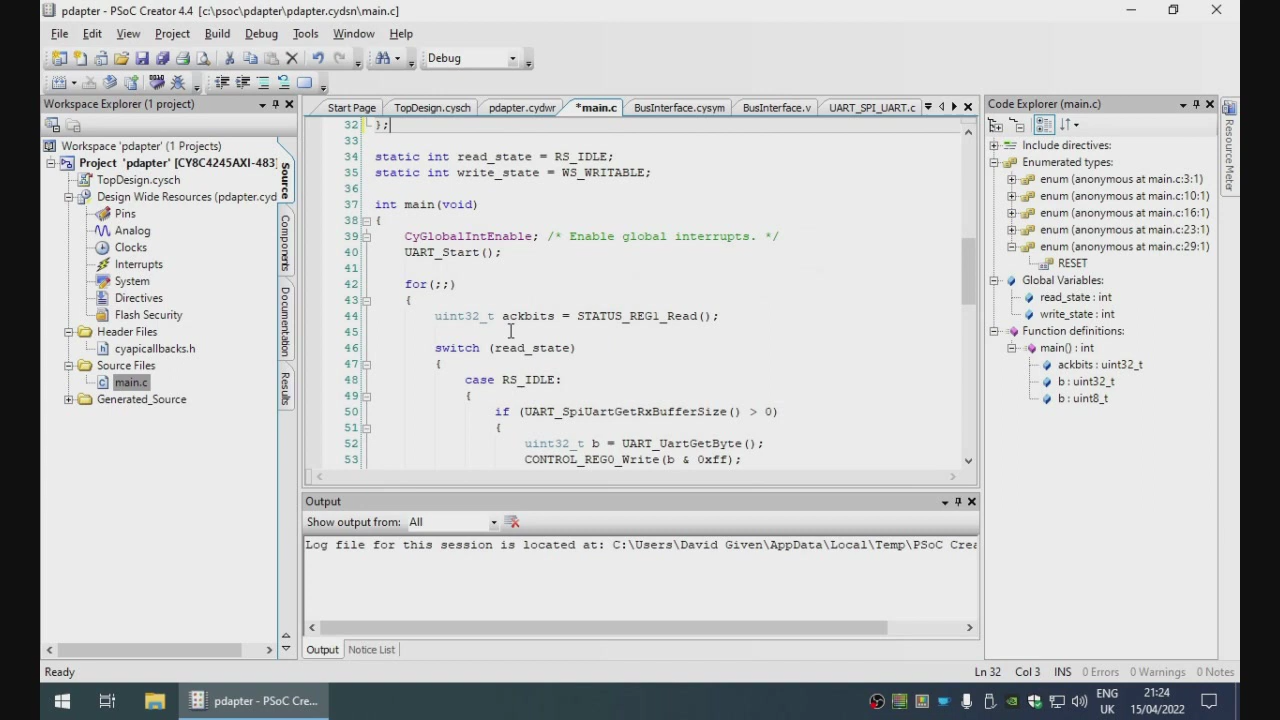 pdapter - PSoC Creator 4.4 [c:\psoc\pdapter\pdapter.cydsn\main.c]
File Edit View Project Build Debug Tools Window Help
Debug
Workspace Explorer (1 project)
Workspace 'pdapter' (1 Projects)
Project 'pdapter' [CY8C4245AXI-483]
TopDesign.cysch
Design Wide Resources (pdapter.cyd
Pins
Analog
Clocks
Interrupts
System
Directives
Flash Security
Header Files
cyapicallbacks.h
Source Files
main.c
Generated_Source
Source
Components
Documentation
Results
Start Page TopDesign.cysch pdapter.cydwr *main.c BusInterface.cysym BusInterface.v UART_SPI_UART.c
32 };
33
34 static int read_state = RS_IDLE;
35 static int write_state = WS_WRITABLE;
36
37 int main(void)
38 {
39 CyGlobalIntEnable; /* Enable global interrupts. */
40 UART_Start();
41
42 for(;;)
43 {
44 uint32_t ackbits = STATUS_REG1_Read();
45
46 switch (read_state)
47 {
48 case RS_IDLE:
49 {
50 if (UART_SpiUartGetRxBufferSize() > 0)
51 {
52 uint32_t b = UART_UartGetByte();
53 CONTROL_REG0_Write(b & 0xff);
Output
Show output from: All
Log file for this session is located at: C:\Users\David Given\AppData\Local\Temp\PSoC Crea
Output Notice List
Code Explorer (main.c)
Include directives:
Enumerated types:
enum (anonymous at main.c:3:1)
enum (anonymous at main.c:10:1)
enum (anonymous at main.c:16:1)
enum (anonymous at main.c:23:1)
enum (anonymous at main.c:29:1)
RESET
Global Variables:
read_state : int
write_state : int
Function definitions:
main() : int
ackbits : uint32_t
b : uint32_t
b : uint8_t
Resource Meter
Ready
Ln 32 Col 3 INS 0 Errors 0 Warnings 0 Notes
pdapter - PSoC Cre...
ENG
UK
21:24
15/04/2022